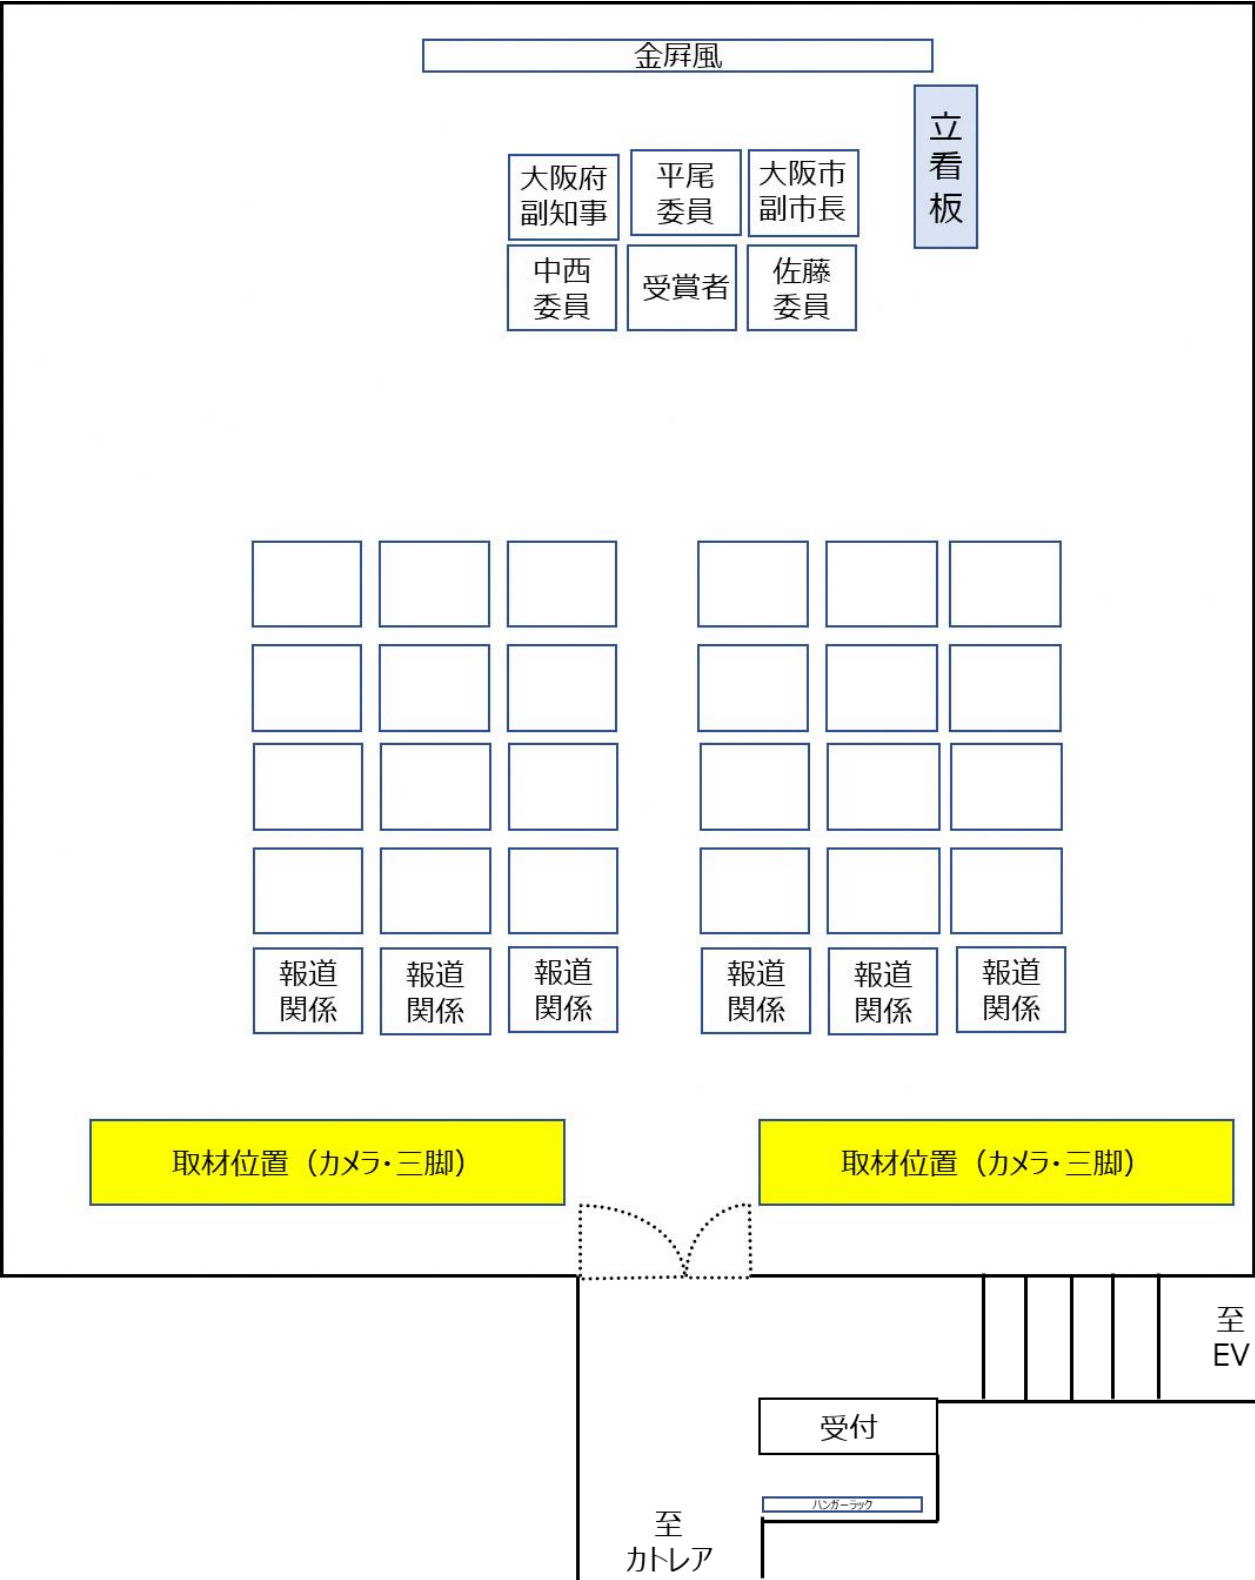 金屏風
立
看
板
大阪府
副知事
平尾
委員
大阪市
副市長
中西
委員
受賞者
佐藤
委員
報道
関係
報道
関係
報道
関係
報道
関係
報道
関係
報道
関係
取材位置（カメラ・三脚）
取材位置（カメラ・三脚）
至
EV
受付
ハンガーラック
至
カトレア